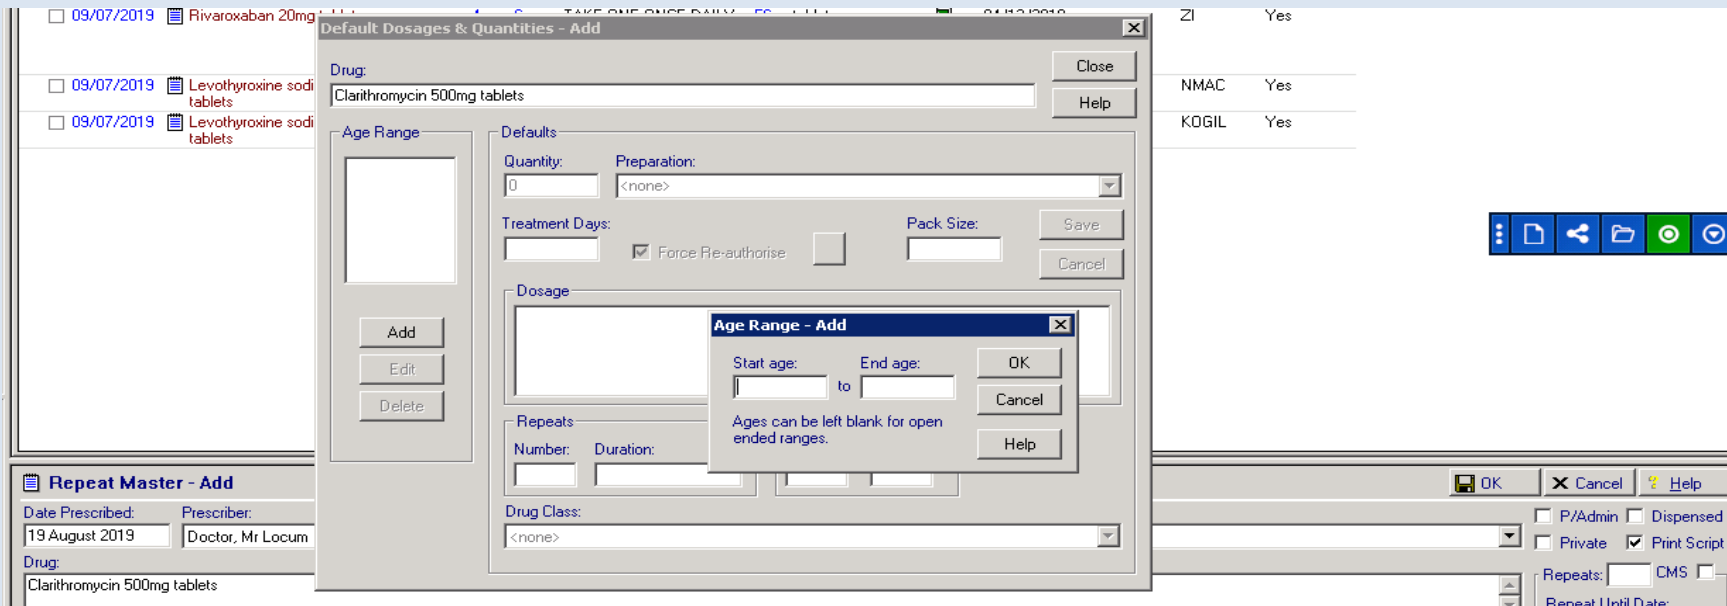 09/07/2019 Rivaroxaban 20mg
ZI Yes
09/07/2019 Levothyroxine sodi
tablets
NMAC Yes
09/07/2019 Levothyroxine sodi
tablets
KOGIL Yes
Default Dosages & Quantities - Add
Drug:
Clarithromycin 500mg tablets
Close
Help
Age Range
Add
Edit
Delete
Defaults
Quantity: Preparation:
0 <none>
Treatment Days: Pack Size:
Force Re-authorise
Save
Cancel
Dosage
Repeats
Number: Duration:
Drug Class:
<none>
Age Range - Add
Start age: End age:
to
Ages can be left blank for open
ended ranges.
OK
Cancel
Help
Repeat Master - Add
OK Cancel Help
Date Prescribed: Prescriber:
19 August 2019 Doctor, Mr Locum
P/Admin Dispensed
Private Print Script
Drug:
Clarithromycin 500mg tablets
Repeats: CMS
Repeat Until Date: